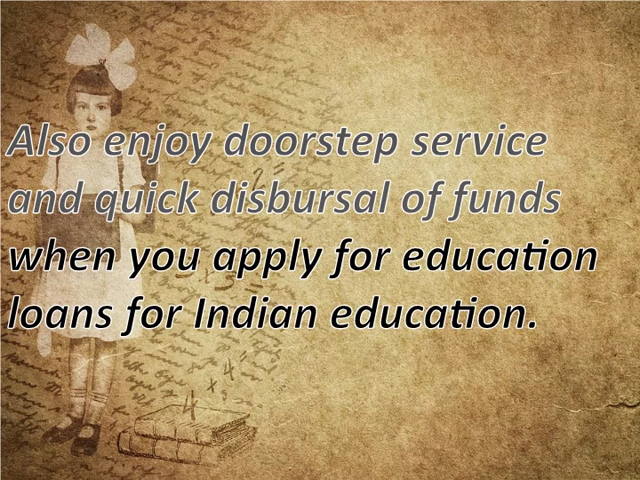 Also enjoy doorstep service
and quick disbursal of funds
when you apply for education
loans for Indian education.